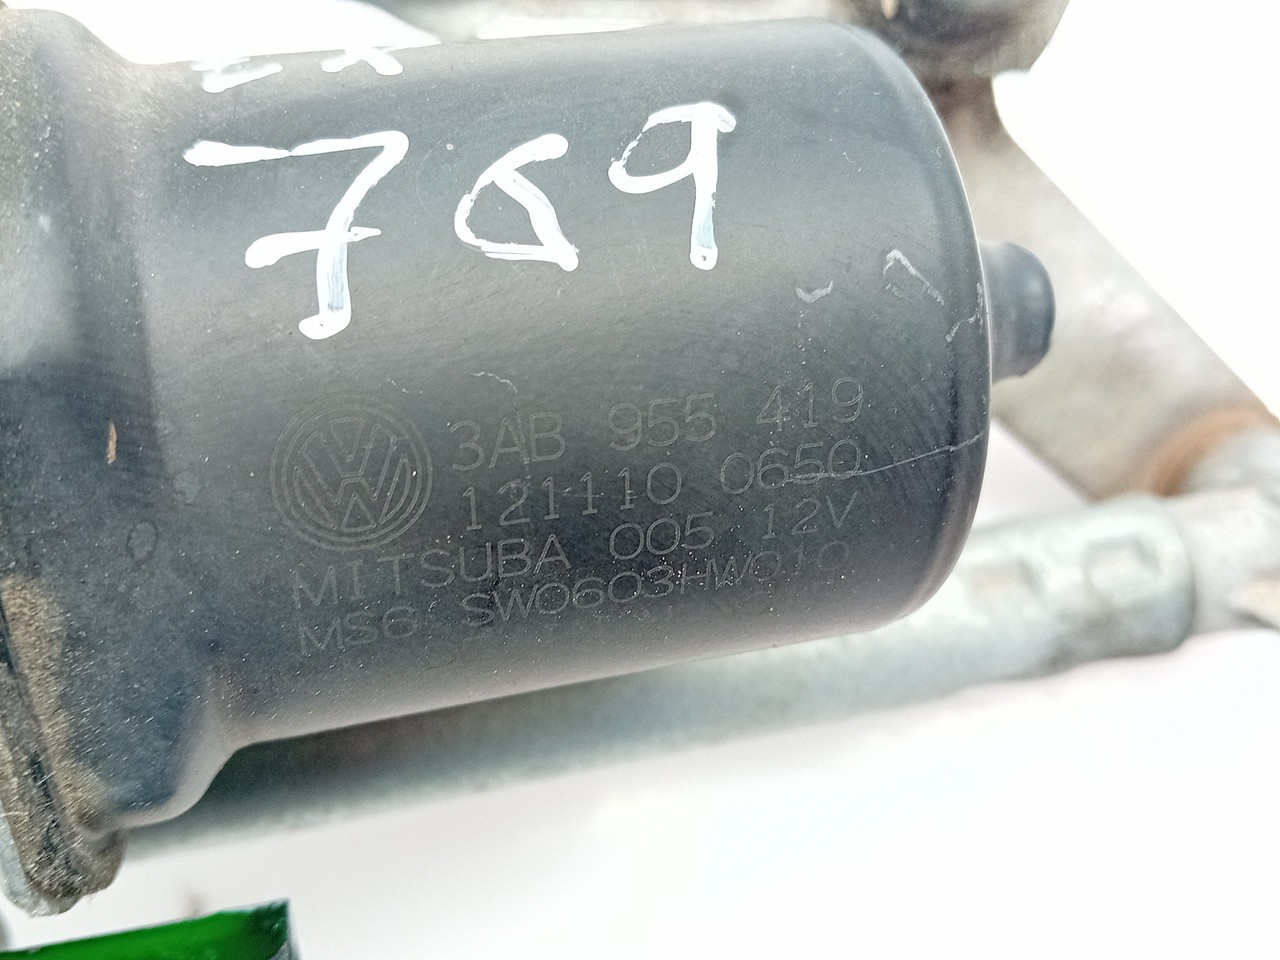 769
3AB 955 419
121110 0650
MITSUBA 005 12V
MS6 SW0603HW010